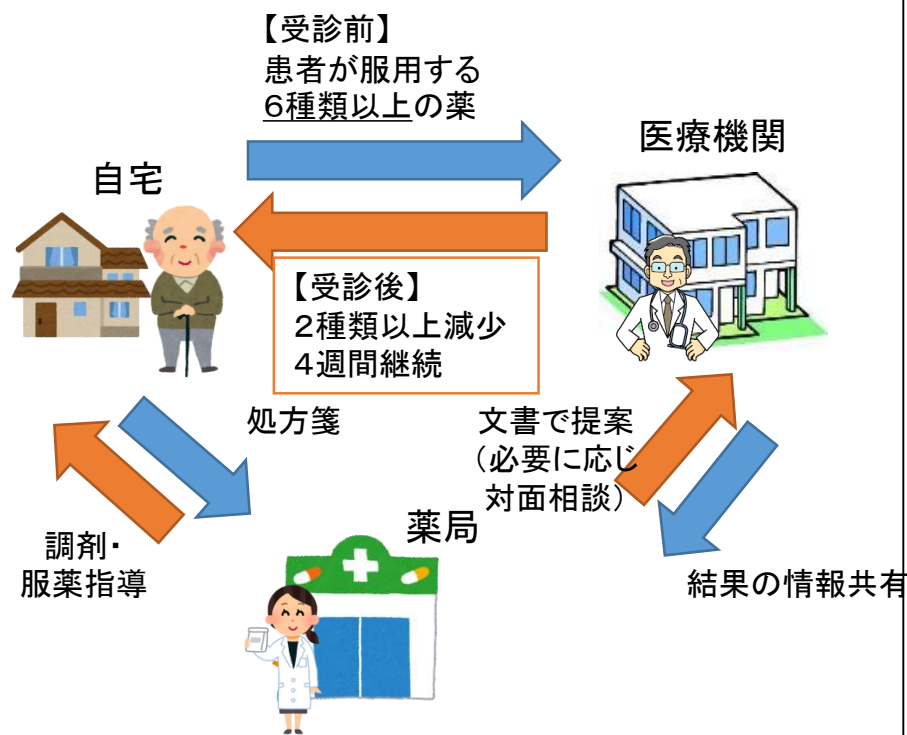 【受診前】
患者が服用する
６種類以上の薬
医療機関
自宅
【受診後】
２種類以上減少
４週間継続
処方箋
文書で提案
（必要に応じ
対面相談）
薬局
調剤・
服薬指導
結果の情報共有